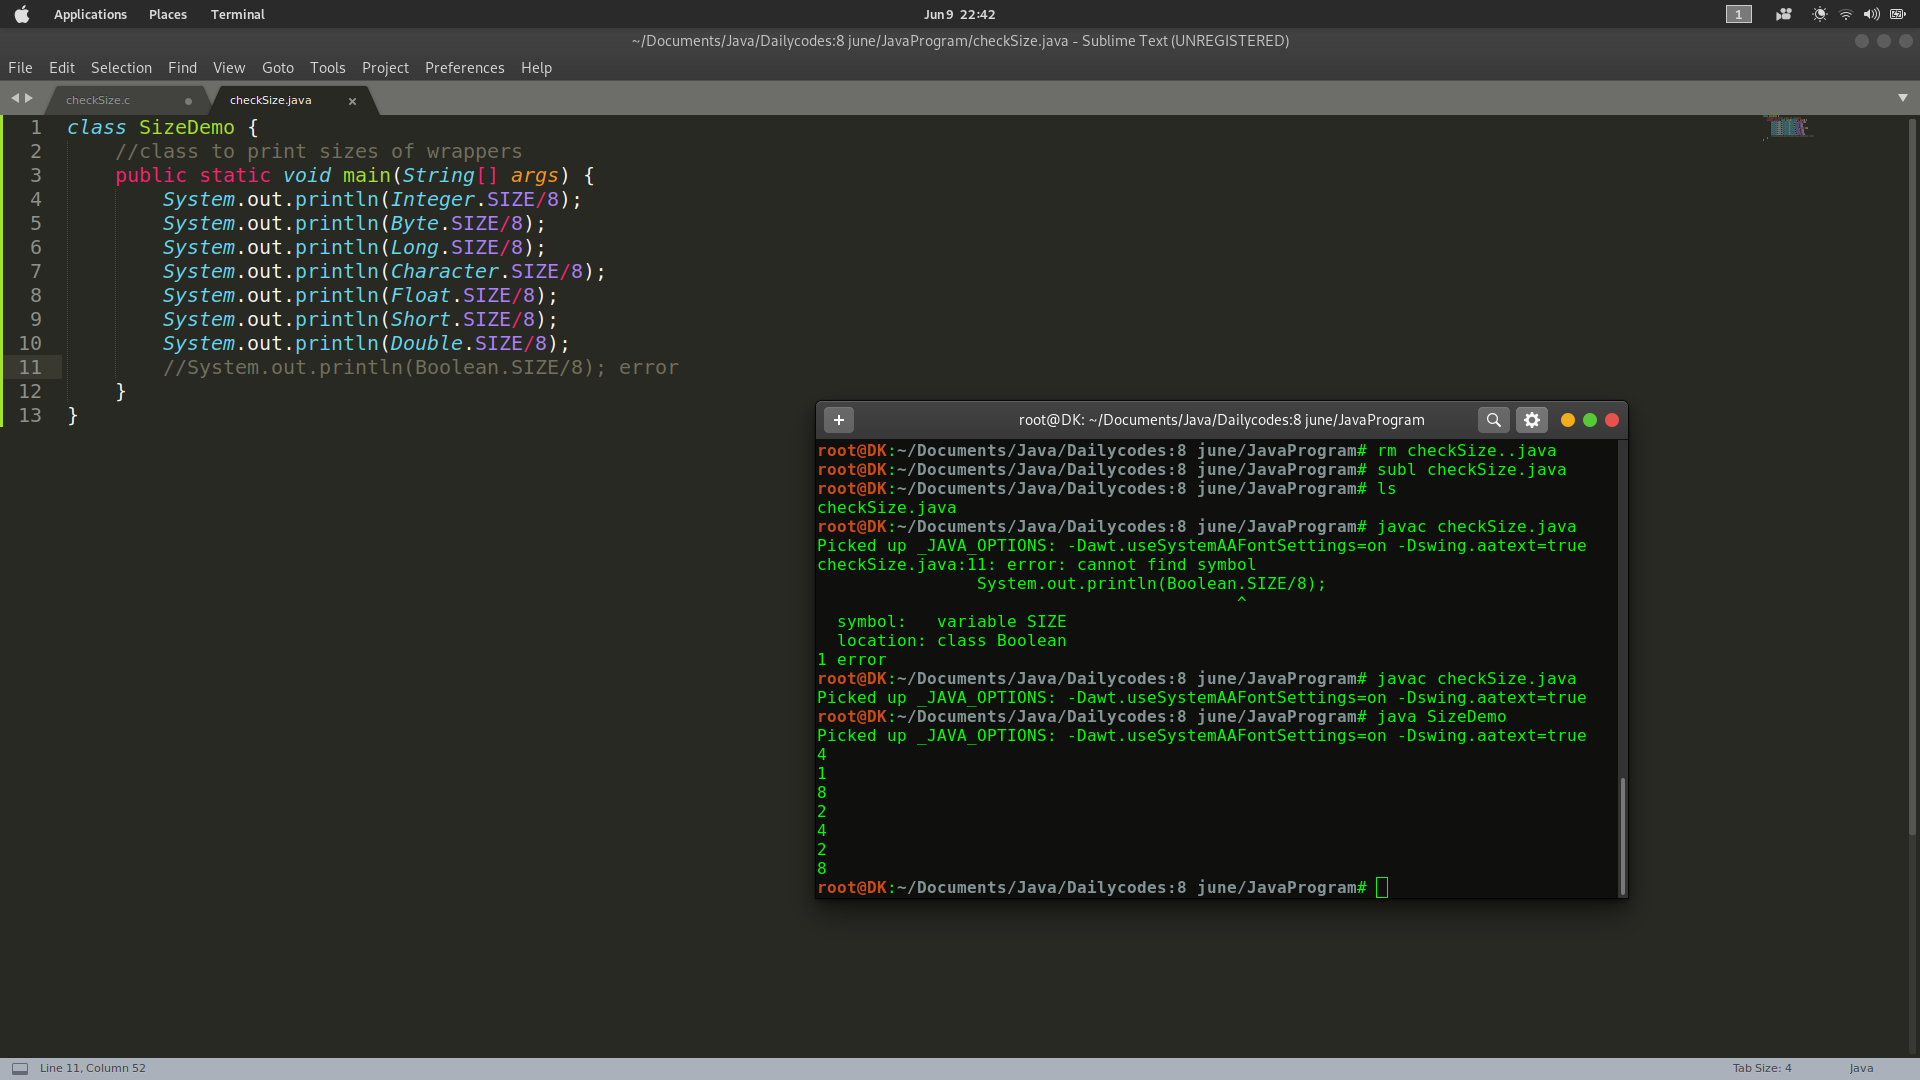 Applications Places Terminal Jun 9 22:42 1
~/Documents/Java/Dailycodes:8 june/JavaProgram/checkSize.java - Sublime Text (UNREGISTERED)
File Edit Selection Find View Goto Tools Project Preferences Help
checkSize.c checkSize.java
1 class SizeDemo {
2     //class to print sizes of wrappers
3     public static void main(String[] args) {
4         System.out.println(Integer.SIZE/8);
5         System.out.println(Byte.SIZE/8);
6         System.out.println(Long.SIZE/8);
7         System.out.println(Character.SIZE/8);
8         System.out.println(Float.SIZE/8);
9         System.out.println(Short.SIZE/8);
10         System.out.println(Double.SIZE/8);
11         //System.out.println(Boolean.SIZE/8); error
12     }
13 }
root@DK: ~/Documents/Java/Dailycodes:8 june/JavaProgram
root@DK:~/Documents/Java/Dailycodes:8 june/JavaProgram# rm checkSize..java
root@DK:~/Documents/Java/Dailycodes:8 june/JavaProgram# subl checkSize.java
root@DK:~/Documents/Java/Dailycodes:8 june/JavaProgram# ls
checkSize.java
root@DK:~/Documents/Java/Dailycodes:8 june/JavaProgram# javac checkSize.java
Picked up _JAVA_OPTIONS: -Dawt.useSystemAAFontSettings=on -Dswing.aatext=true
checkSize.java:11: error: cannot find symbol
                System.out.println(Boolean.SIZE/8);
                                          ^
  symbol:   variable SIZE
  location: class Boolean
1 error
root@DK:~/Documents/Java/Dailycodes:8 june/JavaProgram# javac checkSize.java
Picked up _JAVA_OPTIONS: -Dawt.useSystemAAFontSettings=on -Dswing.aatext=true
root@DK:~/Documents/Java/Dailycodes:8 june/JavaProgram# java SizeDemo
Picked up _JAVA_OPTIONS: -Dawt.useSystemAAFontSettings=on -Dswing.aatext=true
4
1
8
2
4
2
8
root@DK:~/Documents/Java/Dailycodes:8 june/JavaProgram#
Line 11, Column 52 Tab Size: 4 Java